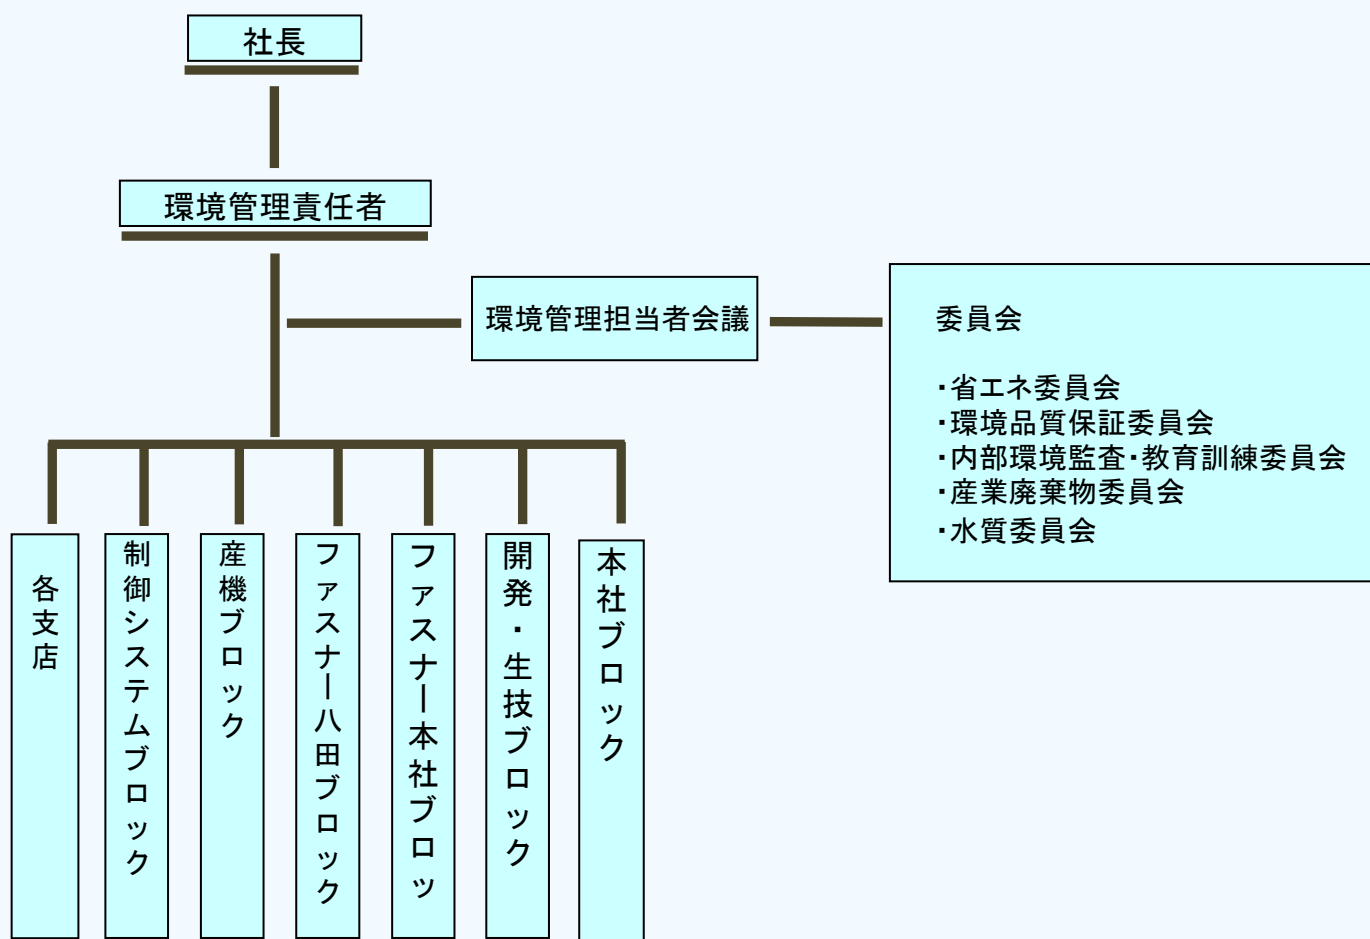 社長
環境管理責任者
環境管理担当者会議
委員会
・省エネ委員会
・環境品質保証委員会
・内部環境監査・教育訓練委員会
・産業廃棄物委員会
・水質委員会
各支店
制御システムブロック
産機ブロック
ファスナー八田ブロック
ファスナー本社ブロッ
開発・生技ブロック
本社ブロック